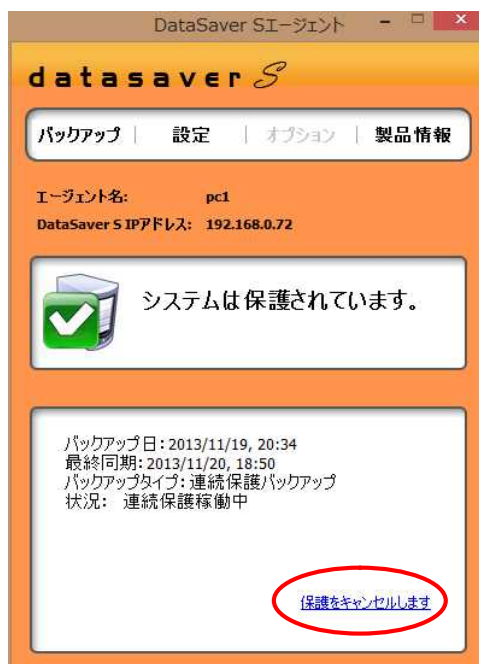 DataSaver Sエージェント
datasaver S
バックアップ | 設定 | オプション | 製品情報
エージェント名: pc1
DataSaver S IPアドレス: 192.168.0.72
システムは保護されています。
バックアップ日: 2013/11/19, 20:34
最終同期: 2013/11/20, 18:50
バックアップタイプ: 連続保護バックアップ
状況: 連続保護稼働中
保護をキャンセルします